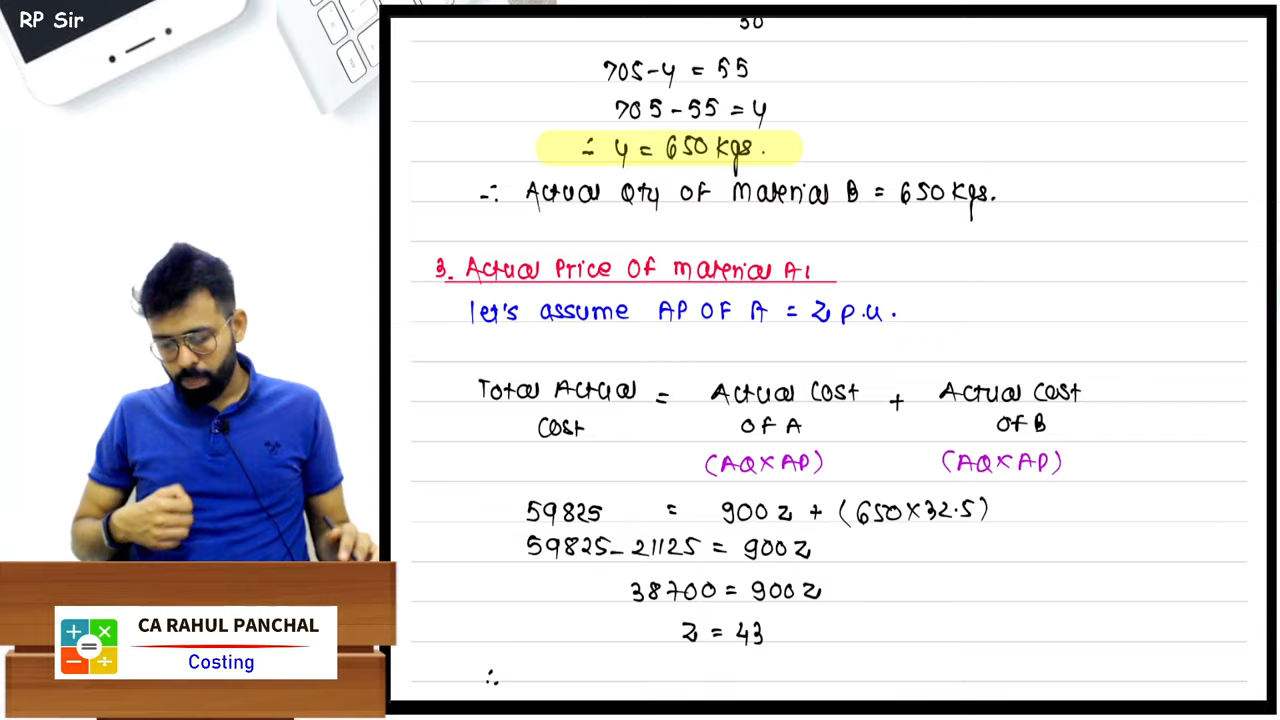 RP Sir
50
705-y = 55
705-55 = y
∴ y = 650 kgs.
∴ Actual Qty of Material B = 650 kgs.
3. Actual Price Of Material A|
let's assume AP OF A = z p.u.
Total Actual Cost = Actual Cost Of A + Actual Cost Of B
(AQ×AP) (AQ×AP)
59825 = 900 z + (650×32.5)
59825 - 21125 = 900 z
38700 = 900 z
z = 43
∴
CA RAHUL PANCHAL
Costing